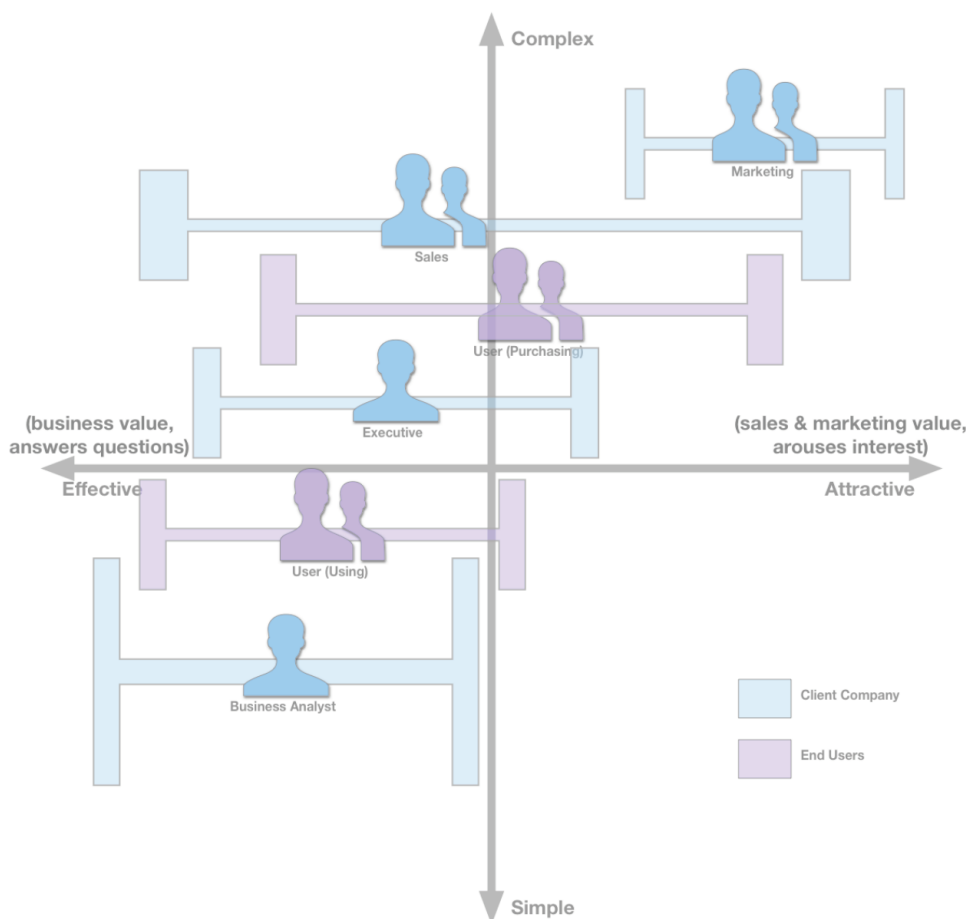 Complex
Marketing
Sales
User (Purchasing)
Executive
(business value,
answers questions)
(sales & marketing value,
arouses interest)
Effective
Attractive
User (Using)
Business Analyst
Client Company
End Users
Simple